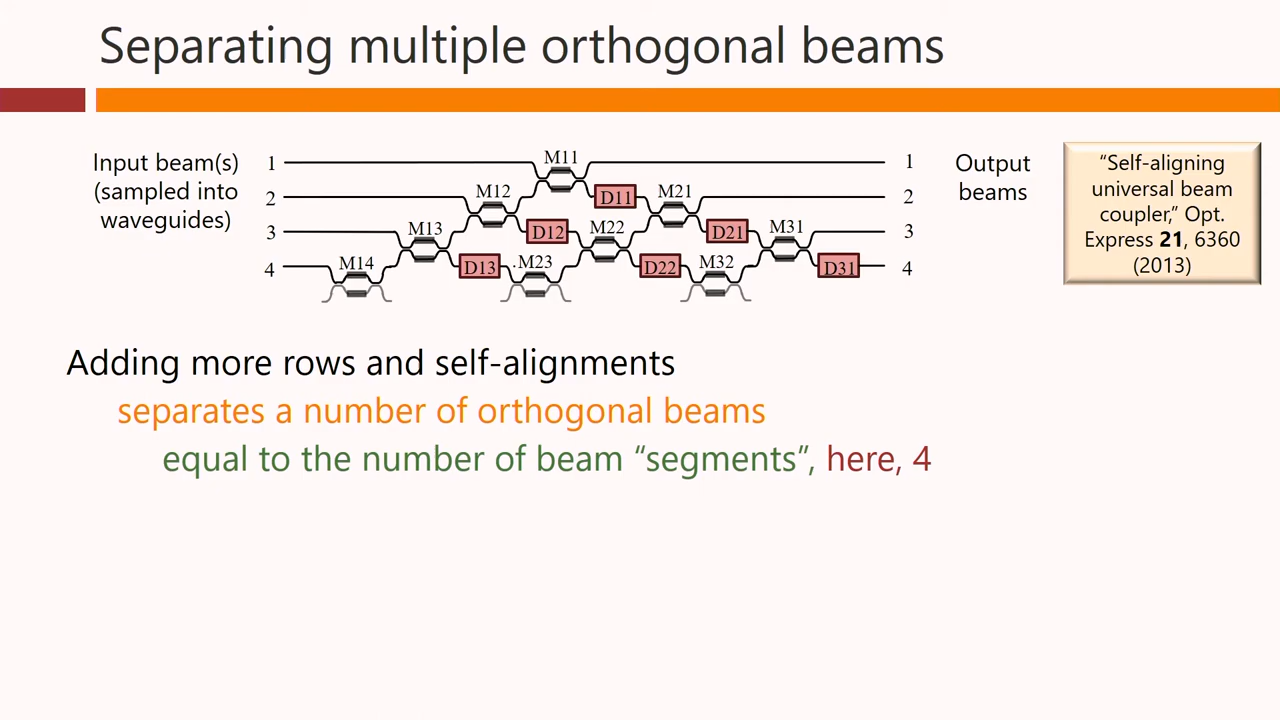 Separating multiple orthogonal beams
Input beam(s)
(sampled into
waveguides)
1
2
3
4
M11
M12
D11
M21
M13
D12
M22
D21
M31
M14
D13
M23
D22
M32
D31
1
2
3
4
Output
beams
“Self-aligning
universal beam
coupler,” Opt.
Express 21, 6360
(2013)
Adding more rows and self-alignments
separates a number of orthogonal beams
equal to the number of beam “segments”, here, 4